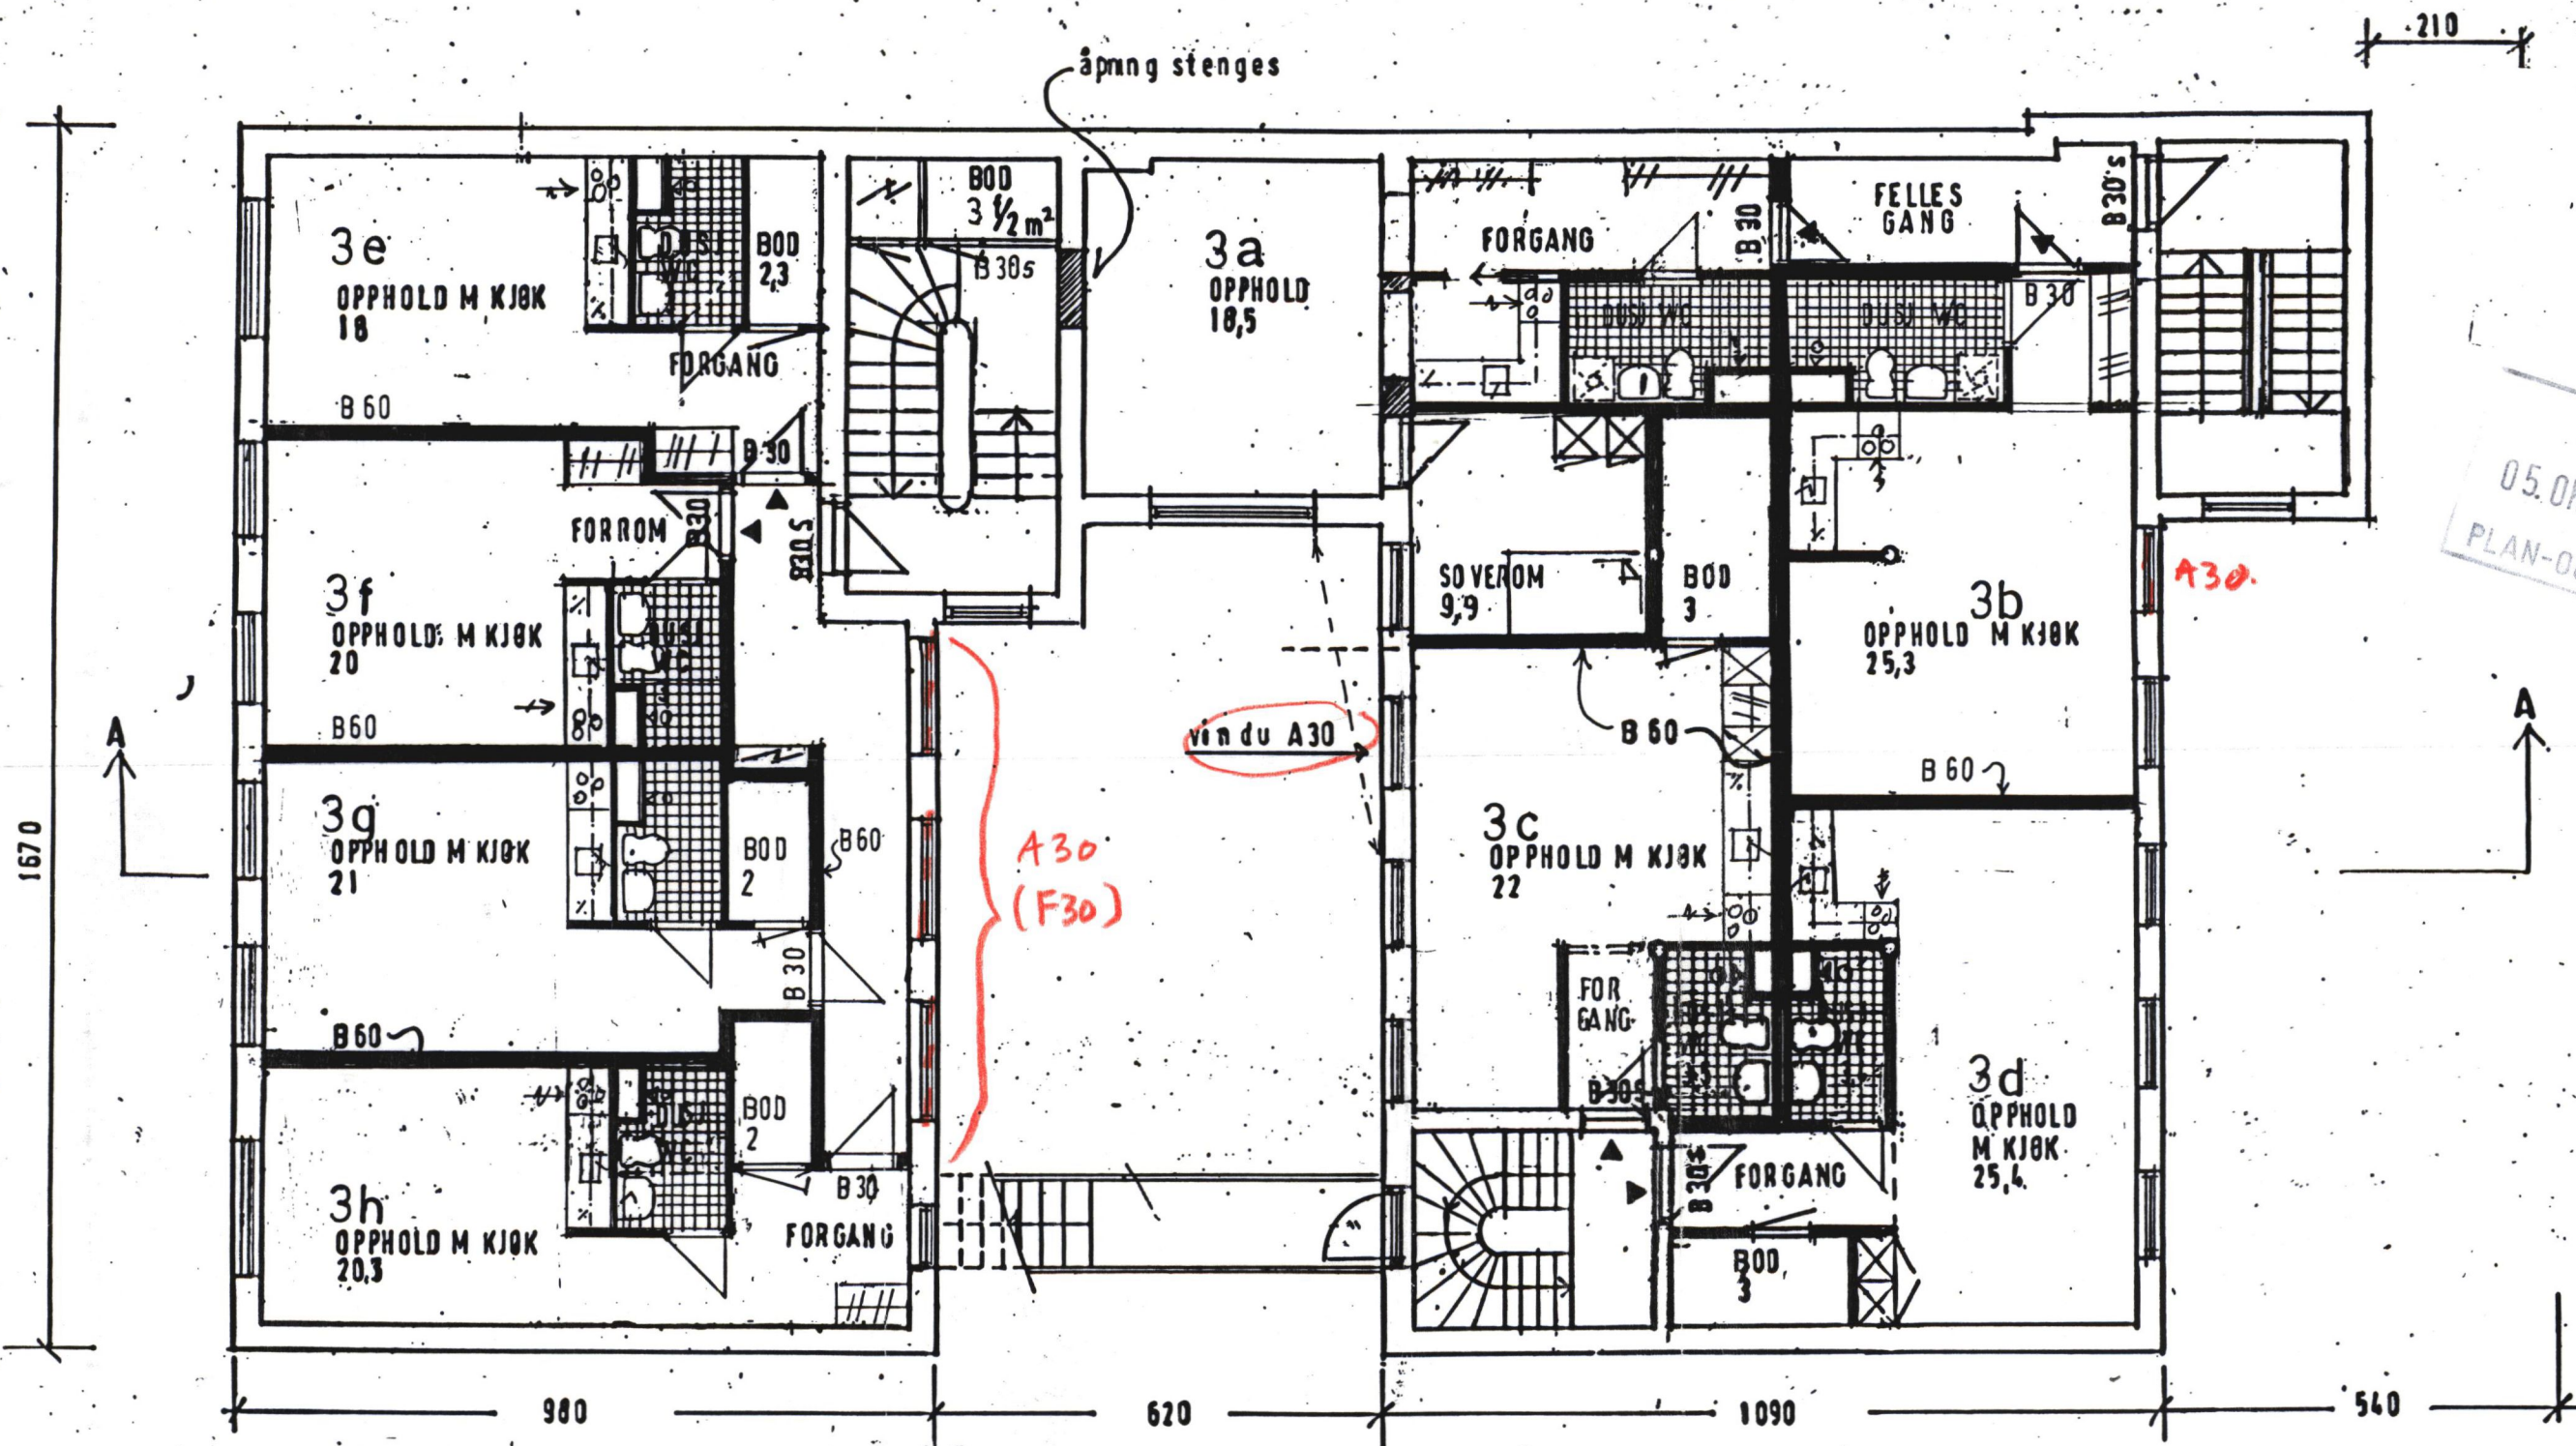 210
åpning stenges
BOD
3 1/2 m²
B30s
3e
OPPHOLD M KJØK
18
BOD
2,3
FORGANG
B 60
B 30
3a
OPPHOLD
18,5
FORGANG
B 30
FELLES
GANG
B30s
DUSJ WC
DUSJ WC
B 30
3f
OPPHOLD M KJØK
20
FORROM
B30
B30 S
B 60
SOVEROM
9,9
BOD
3
3b
OPPHOLD M KJØK
25,3
A30.
05.
PLAN-O
A
A
vindu A30
B 60
B 60
3g
OPPHOLD M KJØK
21
BOD
2
B60
B 30
B 60
A30
(F30)
3c
OPPHOLD M KJØK
22
FOR
GANG
B30S
1670
3h
OPPHOLD M KJØK
20,3
DUSJ
BOD
2
B 30
FORGANG
B30s
FORGANG
BOD
3
3d
OPPHOLD
M KJØK
25,4
980
620
1090
540